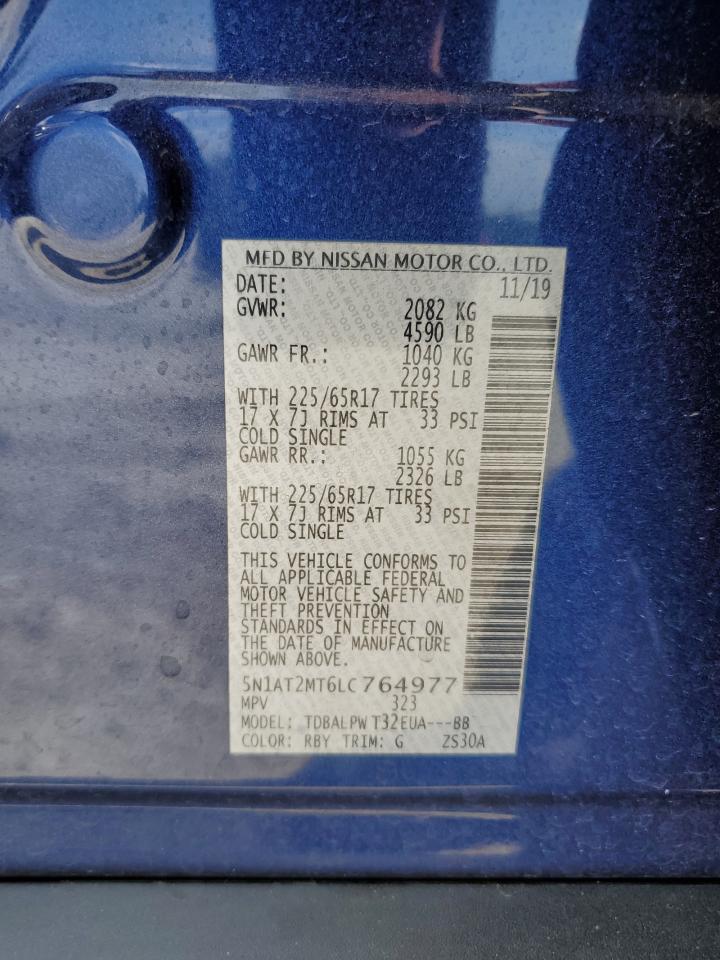 MFD BY NISSAN MOTOR CO., LTD.
DATE: 11/19
GVWR: 2082 KG
4590 LB
GAWR FR.: 1040 KG
2293 LB
WITH 225/65R17 TIRES
17 X 7J RIMS AT 33 PSI
COLD SINGLE
GAWR RR.: 1055 KG
2326 LB
WITH 225/65R17 TIRES
17 X 7J RIMS AT 33 PSI
COLD SINGLE
THIS VEHICLE CONFORMS TO
ALL APPLICABLE FEDERAL
MOTOR VEHICLE SAFETY AND
THEFT PREVENTION
STANDARDS IN EFFECT ON
THE DATE OF MANUFACTURE
SHOWN ABOVE.
5N1AT2MT6LC764977
MPV 323
MODEL: TDBALPW T32EUA---BB
COLOR: RBY TRIM: G ZS30A